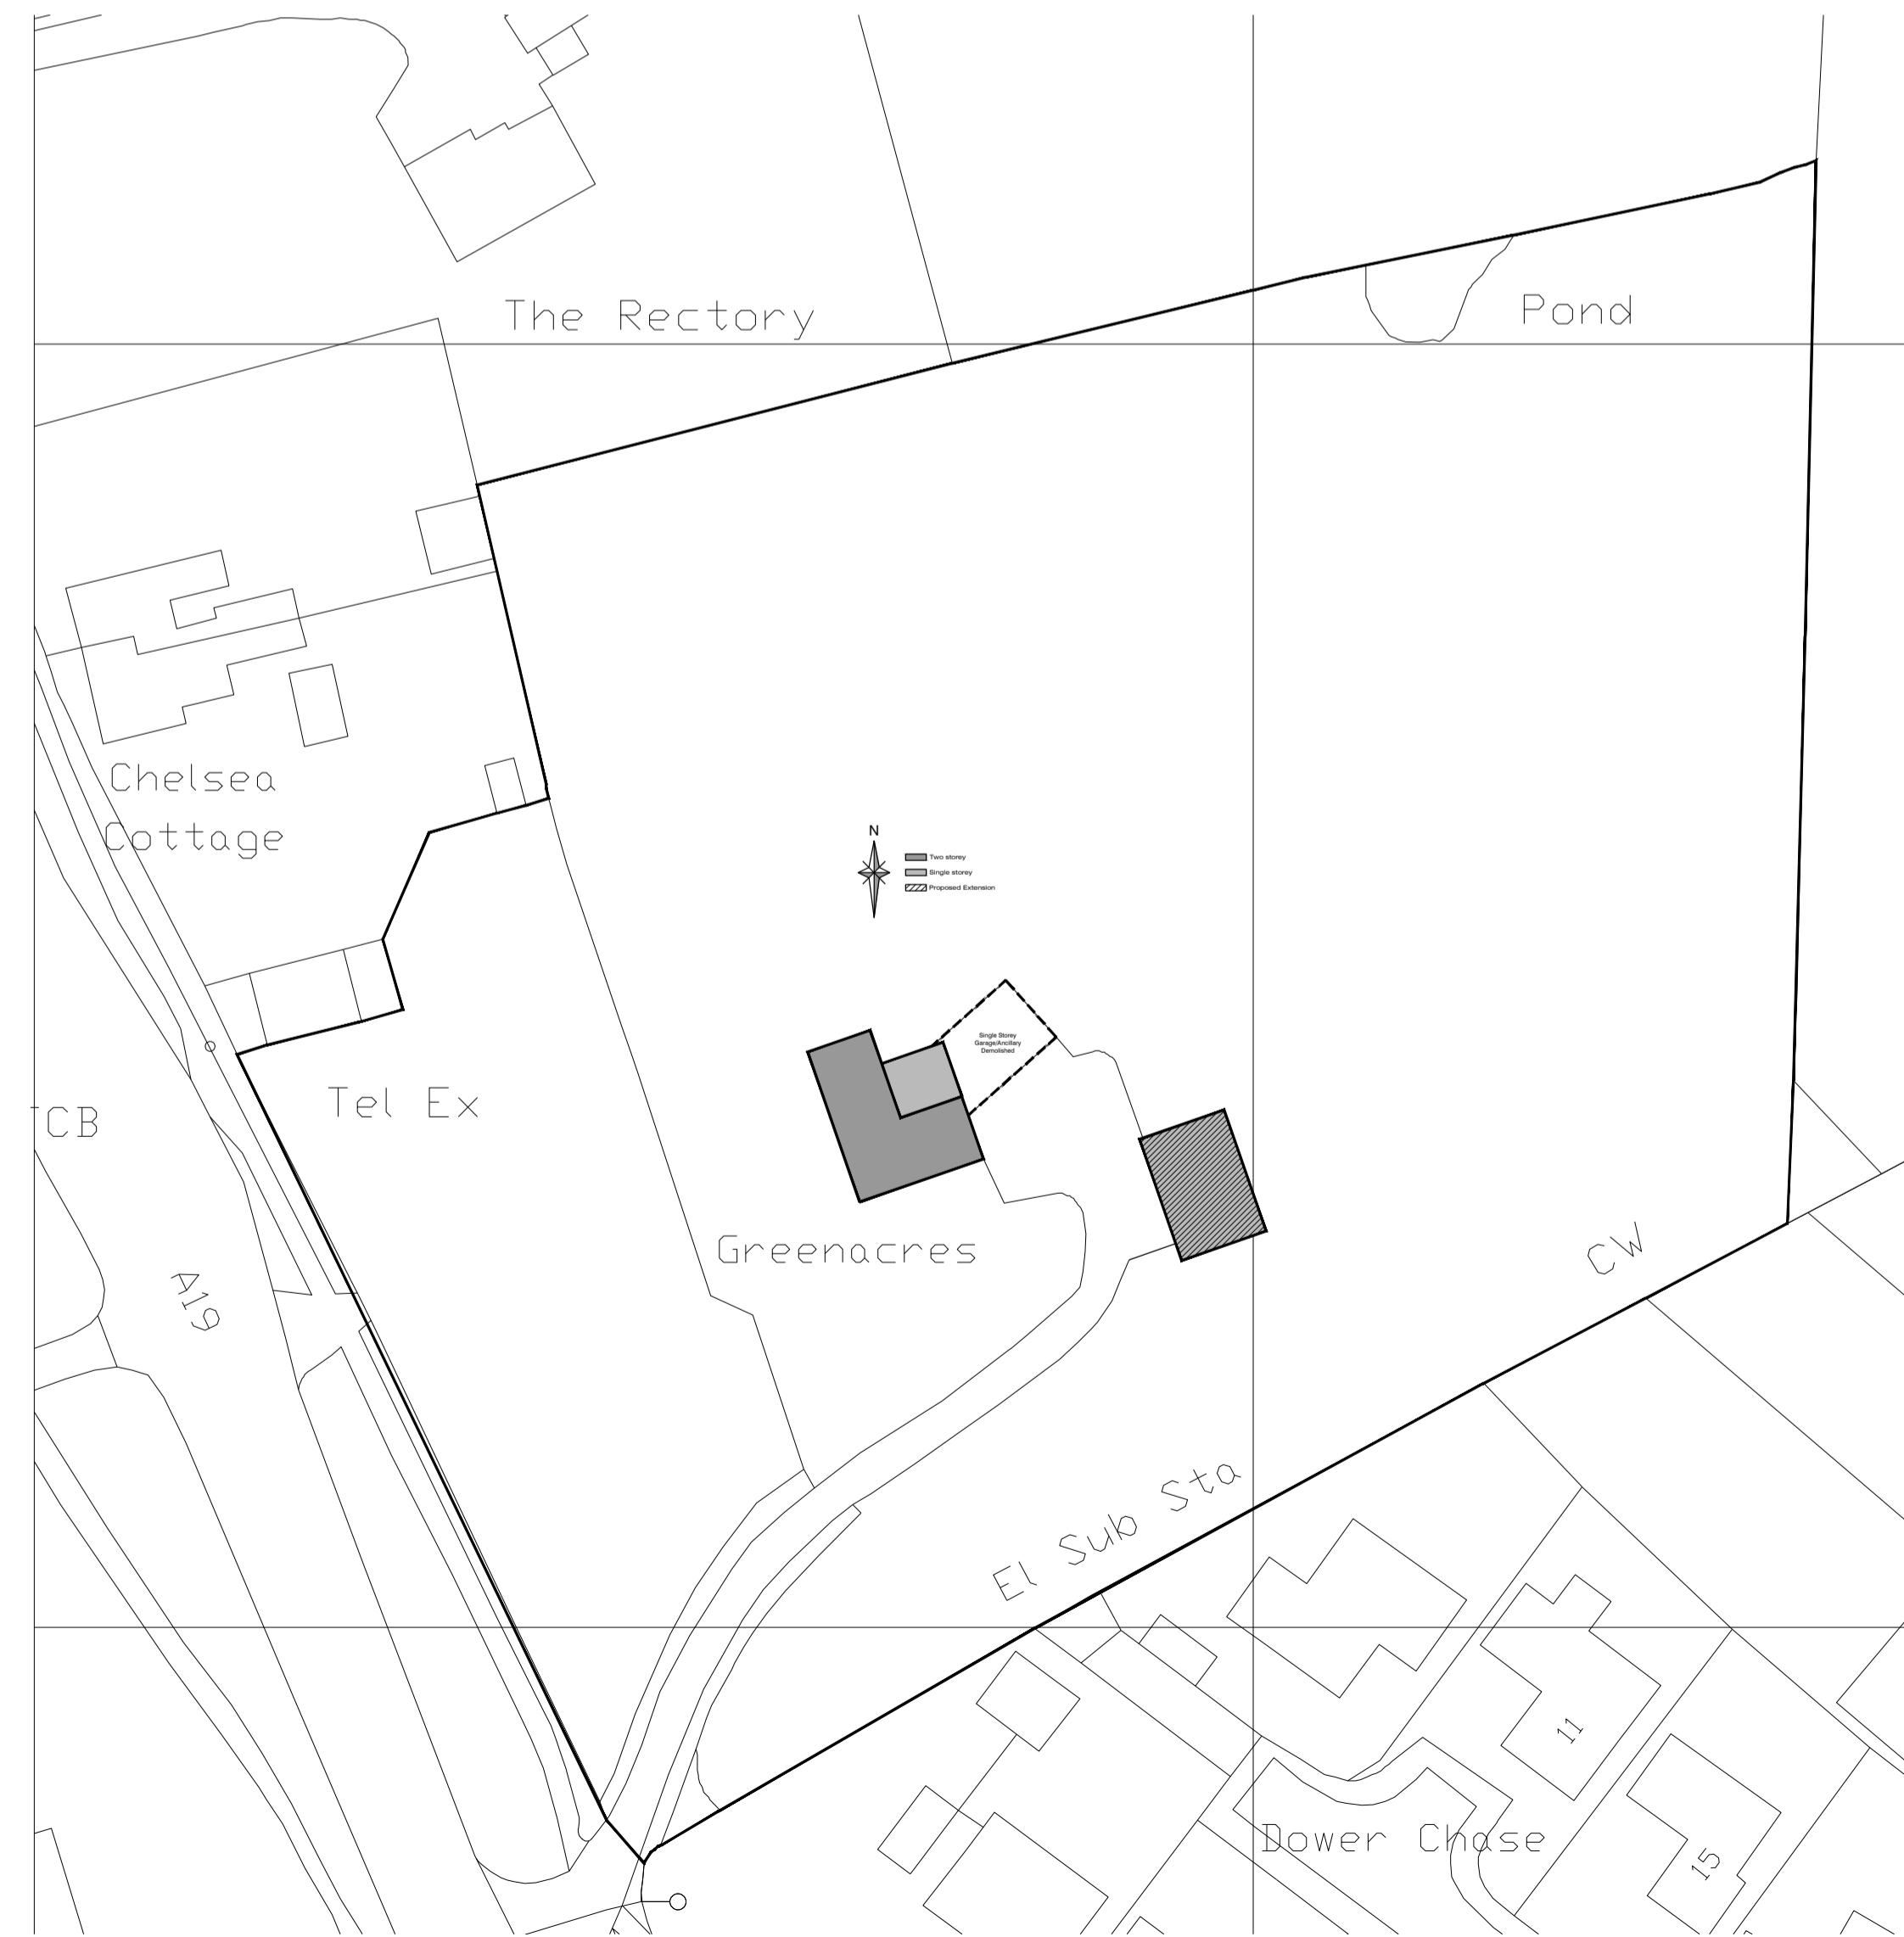 The Rectory
Pond
Chelsea
Cottage
N
Two storey
Single storey
Proposed Extension
Single Storey
Garage/Ancillary
Demolished
Tel Ex
TCB
Greenacres
A16
CW
El Sub Sta
11
15
Dower Chase